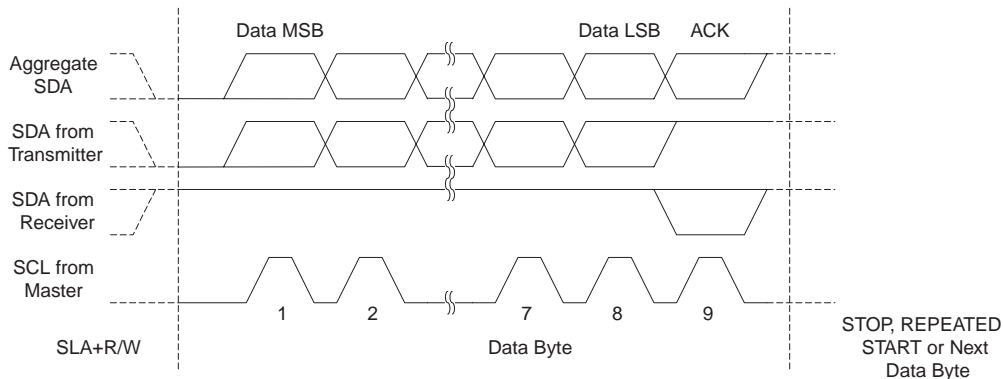 Data MSB
Data LSB
ACK
Aggregate
SDA
SDA from
Transmitter
SDA from
Receiver
SCL from
Master
1
2
7
8
9
SLA+R/W
Data Byte
STOP, REPEATED
START or Next
Data Byte